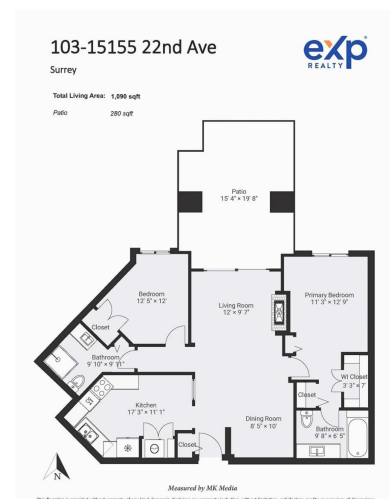 103-15155 22nd Ave
eXp
REALTY
Surrey
Total Living Area: 1,090 sqft
Patio 280 sqft
Patio
15' 4" × 19' 8"
Bedroom
12' 5" × 12'
Living Room
12' × 9' 7"
Primary Bedroom
11' 3" × 12' 9"
Closet
Bathroom
9' 10" × 9' 11"
WI Closet
3' 3" × 7'
Kitchen
17' 3" × 11' 1"
Closet
Dining Room
8' 5" × 10'
Bathroom
9' 8" × 6' 5"
Closet
N
Measured by MK Media